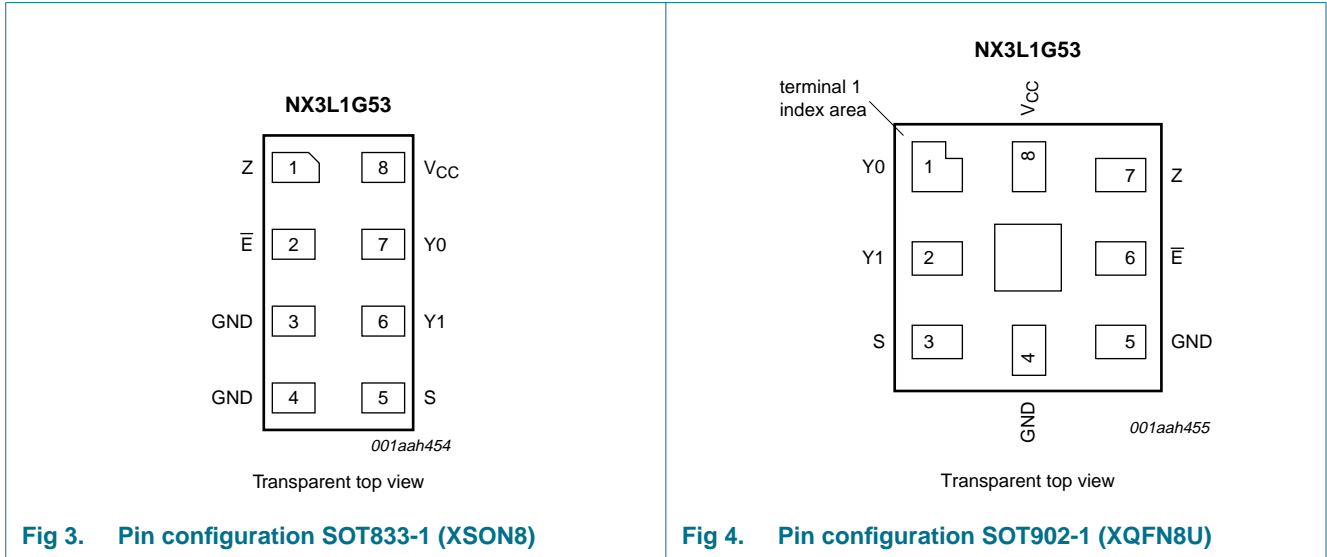 NX3L1G53
Z 1 8 VCC
E̅ 2 7 Y0
GND 3 6 Y1
GND 4 5 S
001aah454
Transparent top view
Fig 3. Pin configuration SOT833-1 (XSON8)
NX3L1G53
terminal 1
index area
VCC
Y0 1 8 7 Z
Y1 2 6 E̅
S 3 4 5 GND
GND
001aah455
Transparent top view
Fig 4. Pin configuration SOT902-1 (XQFN8U)